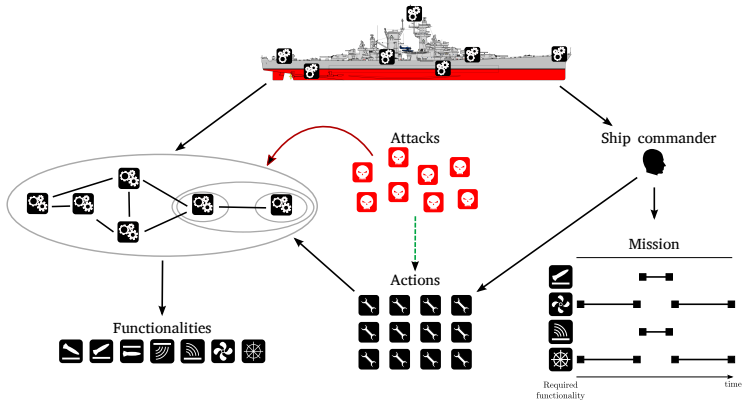 Attacks
Ship commander
Mission
Actions
Functionalities
Required
functionality
time